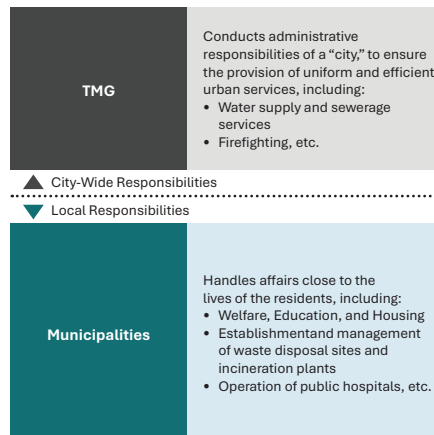 TMG
Conducts administrative
responsibilities of a “city,” to ensure
the provision of uniform and efficient
urban services, including:
• Water supply and sewerage
services
• Firefighting, etc.
City-Wide Responsibilities
Local Responsibilities
Municipalities
Handles affairs close to the
lives of the residents, including:
• Welfare, Education, and Housing
• Establishmentand management
of waste disposal sites and
incineration plants
• Operation of public hospitals, etc.